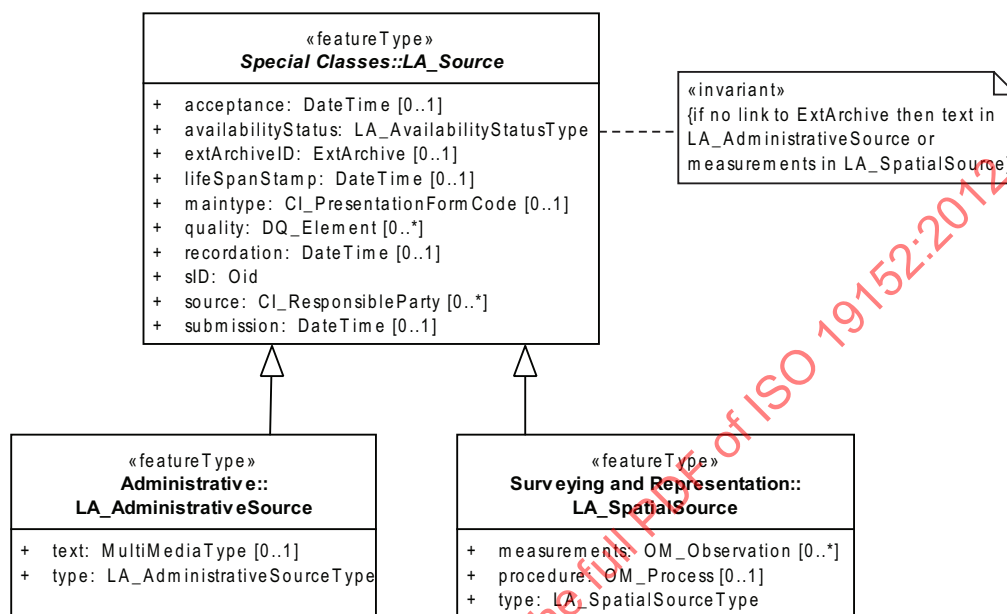 «featureType»
Special Classes::LA_Source
+ acceptance: DateTime [0..1]
+ availabilityStatus: LA_AvailabilityStatusType
+ extArchiveID: ExtArchive [0..1]
+ lifeSpanStamp: DateTime [0..1]
+ maintype: CI_PresentationFormCode [0..1]
+ quality: DQ_Element [0..*]
+ recordation: DateTime [0..1]
+ sID: Oid
+ source: CI_ResponsibleParty [0..*]
+ submission: DateTime [0..1]
«invariant»
{if no link to ExtArchive then text in
LA_AdministrativeSource or
measurements in LA_SpatialSource}
«featureType»
Administrative::
LA_AdministrativeSource
+ text: MultiMediaType [0..1]
+ type: LA_AdministrativeSourceType
«featureType»
Surveying and Representation::
LA_SpatialSource
+ measurements: OM_Observation [0..*]
+ procedure: OM_Process [0..1]
+ type: LA_SpatialSourceType
the full PDF of ISO 19152:2012